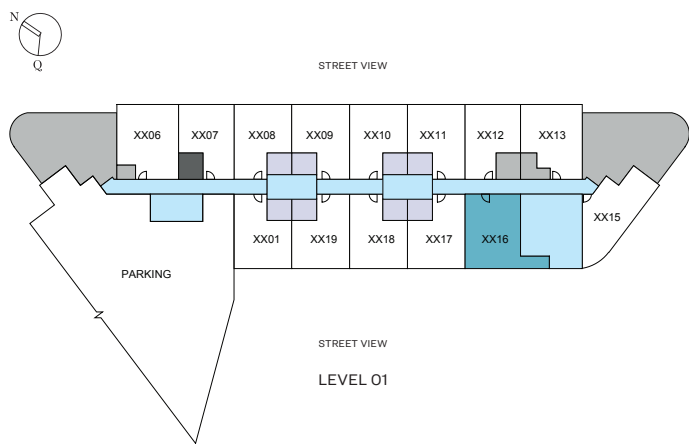 N
Q
STREET VIEW
XX06 XX07 XX08 XX09 XX10 XX11 XX12 XX13
XX15
XX01 XX19 XX18 XX17 XX16
PARKING
STREET VIEW
LEVEL 01